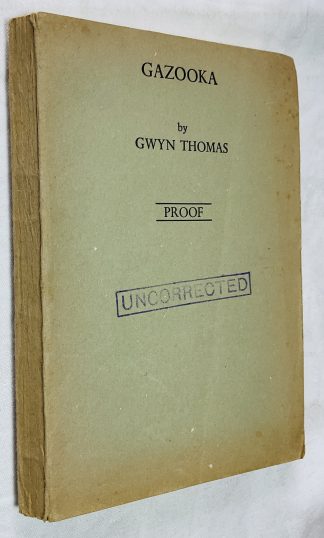 GAZOOKA
by
GWYN THOMAS
PROOF
UNCORRECTED